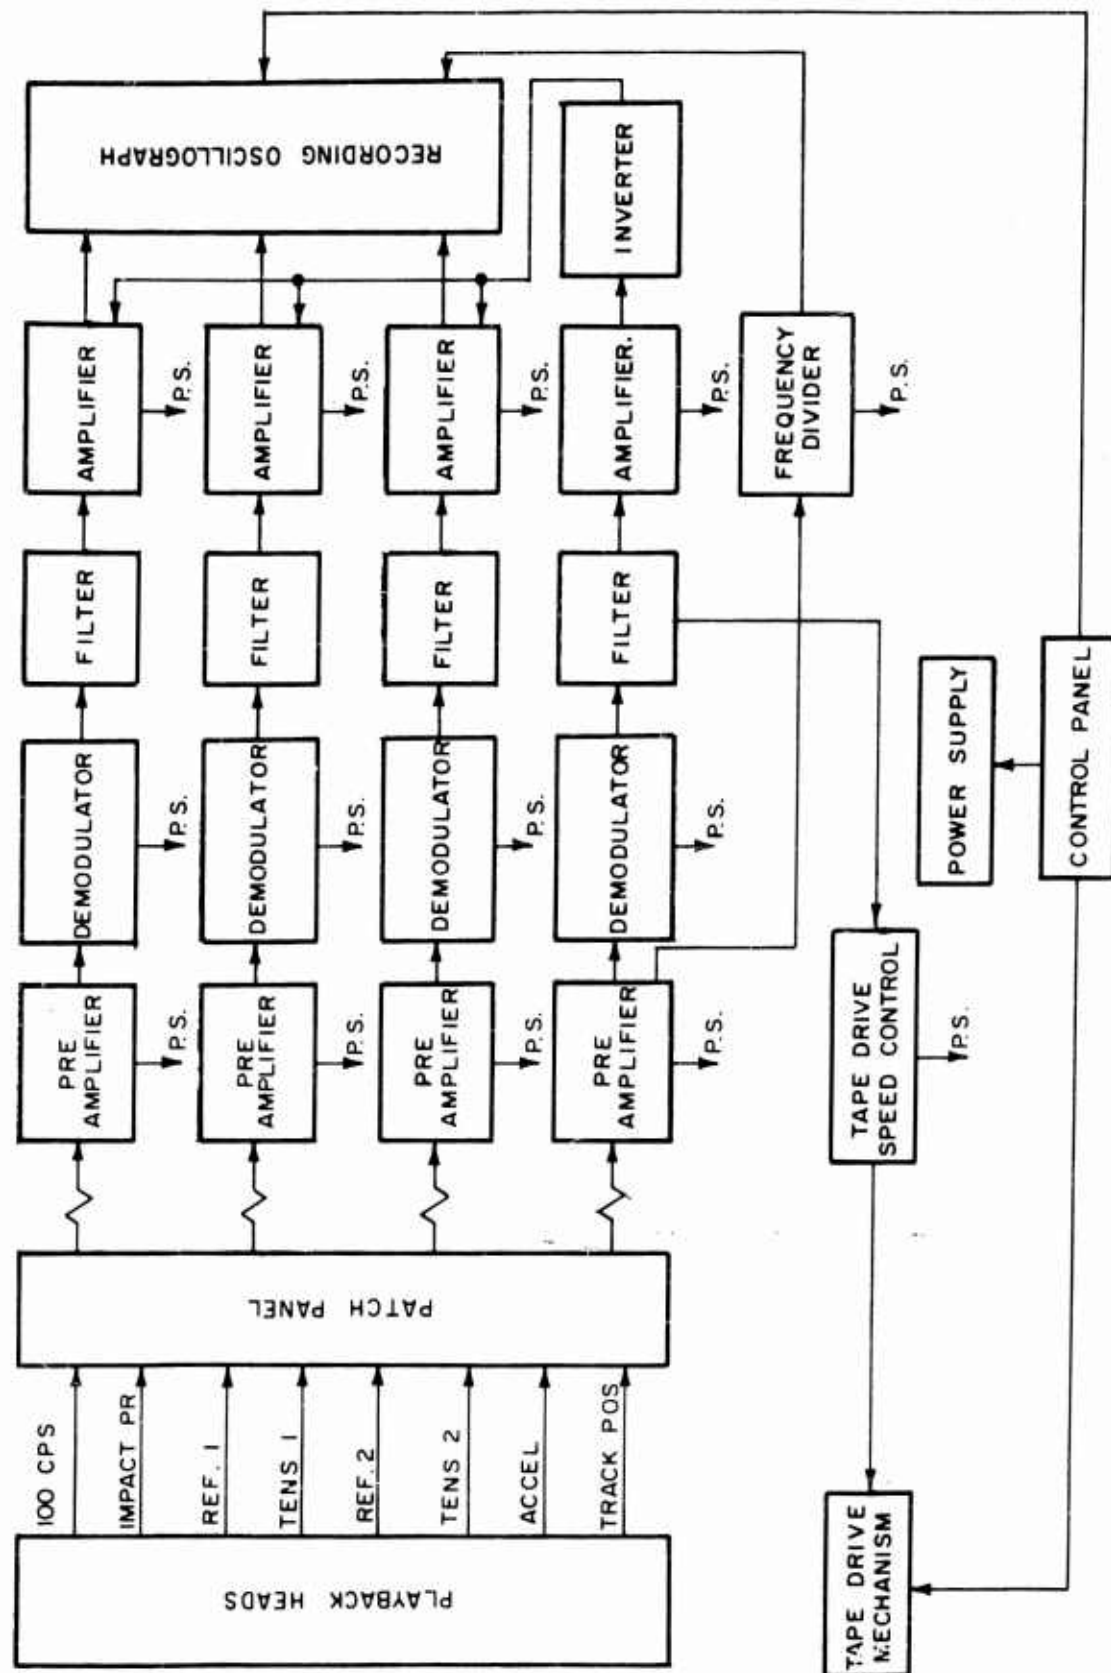 PLAYBACK HEADS
100 CPS
IMPACT PR
REF. 1
TENS 1
REF. 2
TENS 2
ACCEL
TRACK POS
PATCH PANEL
PRE
AMPLIFIER
P.S.
DEMODULATOR
P.S.
FILTER
AMPLIFIER
P.S.
PRE
AMPLIFIER
P.S.
DEMODULATOR
P.S.
FILTER
AMPLIFIER
P.S.
PRE
AMPLIFIER
P.S.
DEMODULATOR
P.S.
FILTER
AMPLIFIER
P.S.
PRE
AMPLIFIER
P.S.
DEMODULATOR
P.S.
FILTER
AMPLIFIER.
P.S.
INVERTER
RECORDING OSCILLOGRAPH
FREQUENCY
DIVIDER
P.S.
TAPE DRIVE
MECHANISM
TAPE DRIVE
SPEED CONTROL
P.S.
POWER SUPPLY
CONTROL PANEL